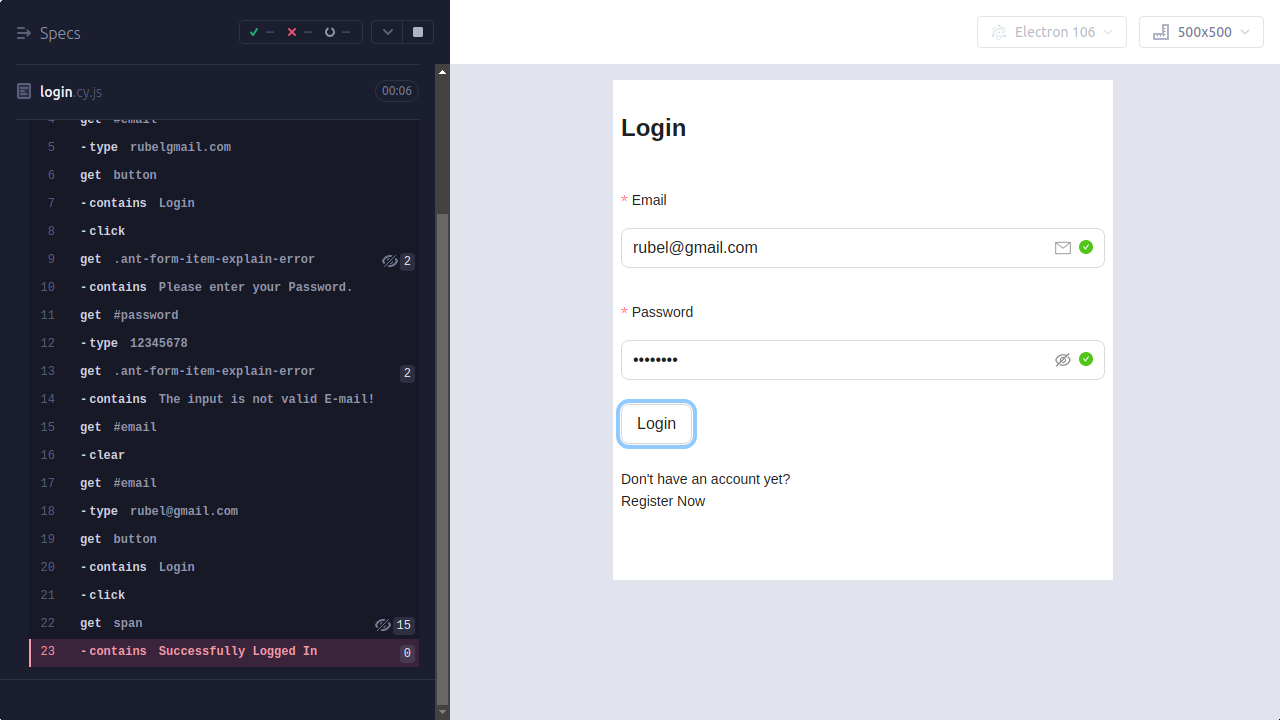 Specs
Electron 106
500x500
login.cy.js
00:06
4 get #email
5 -type rubelgmail.com
6 get button
7 -contains Login
8 -click
9 get .ant-form-item-explain-error 2
10 -contains Please enter your Password.
11 get #password
12 -type 12345678
13 get .ant-form-item-explain-error 2
14 -contains The input is not valid E-mail!
15 get #email
16 -clear
17 get #email
18 -type rubel@gmail.com
19 get button
20 -contains Login
21 -click
22 get span 15
23 -contains Successfully Logged In 0
Login
* Email
rubel@gmail.com
* Password
••••••••
Login
Don't have an account yet?
Register Now